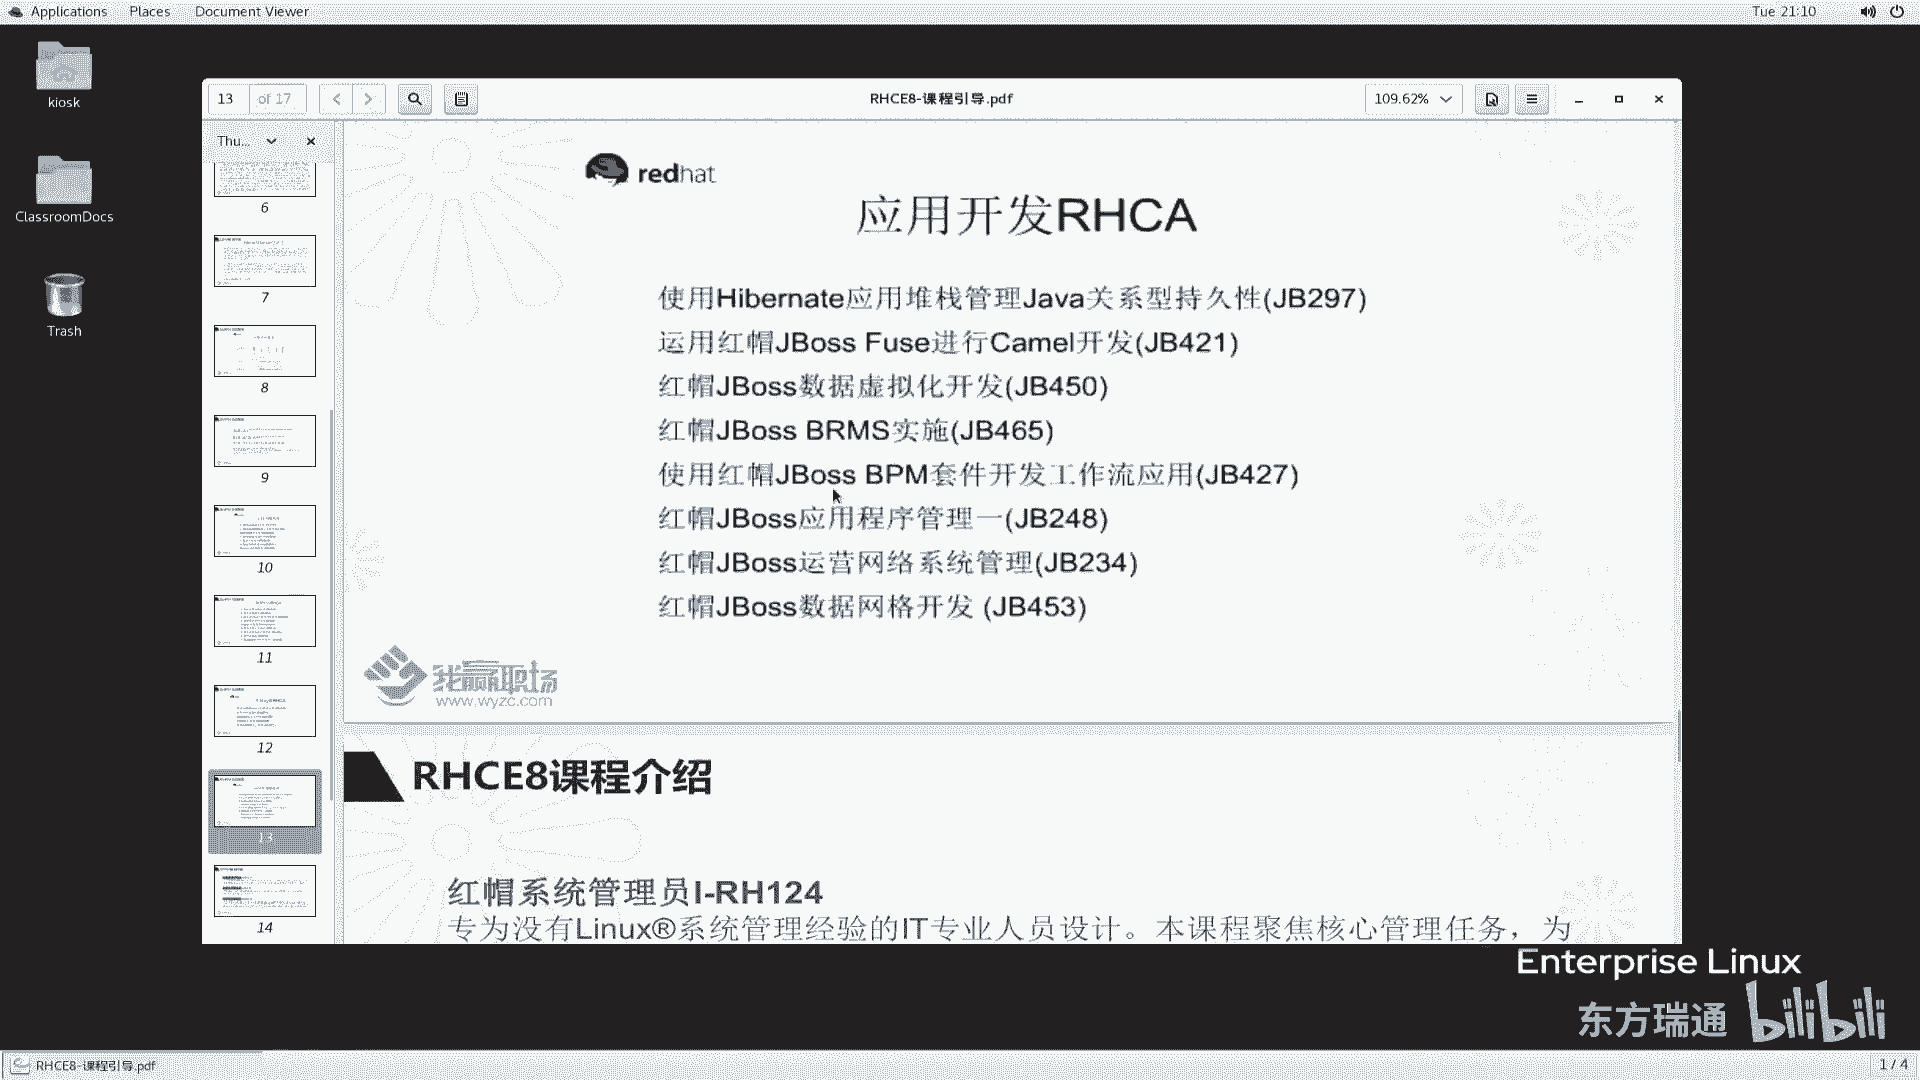 Applications Places Document Viewer Tue 21:10
kiosk
ClassroomDocs
Trash
13 of 17 RHCE8-课程引导.pdf 109.62%
Thu...
6
7
8
9
10
11
12
13
14
redhat
应用开发RHCA
使用Hibernate应用堆栈管理Java关系型持久性(JB297)
运用红帽JBoss Fuse进行Camel开发(JB421)
红帽JBoss数据虚拟化开发(JB450)
红帽JBoss BRMS实施(JB465)
使用红帽JBoss BPM套件开发工作流应用(JB427)
红帽JBoss应用程序管理一(JB248)
红帽JBoss运营网络系统管理(JB234)
红帽JBoss数据网格开发 (JB453)
我赢职场
www.wyzc.com
RHCE8课程介绍
红帽系统管理员I-RH124
专为没有Linux®系统管理经验的IT专业人员设计。本课程聚焦核心管理任务，为
Enterprise Linux
东方瑞通 bilibili
RHCE8-课程引导.pdf 1 / 4